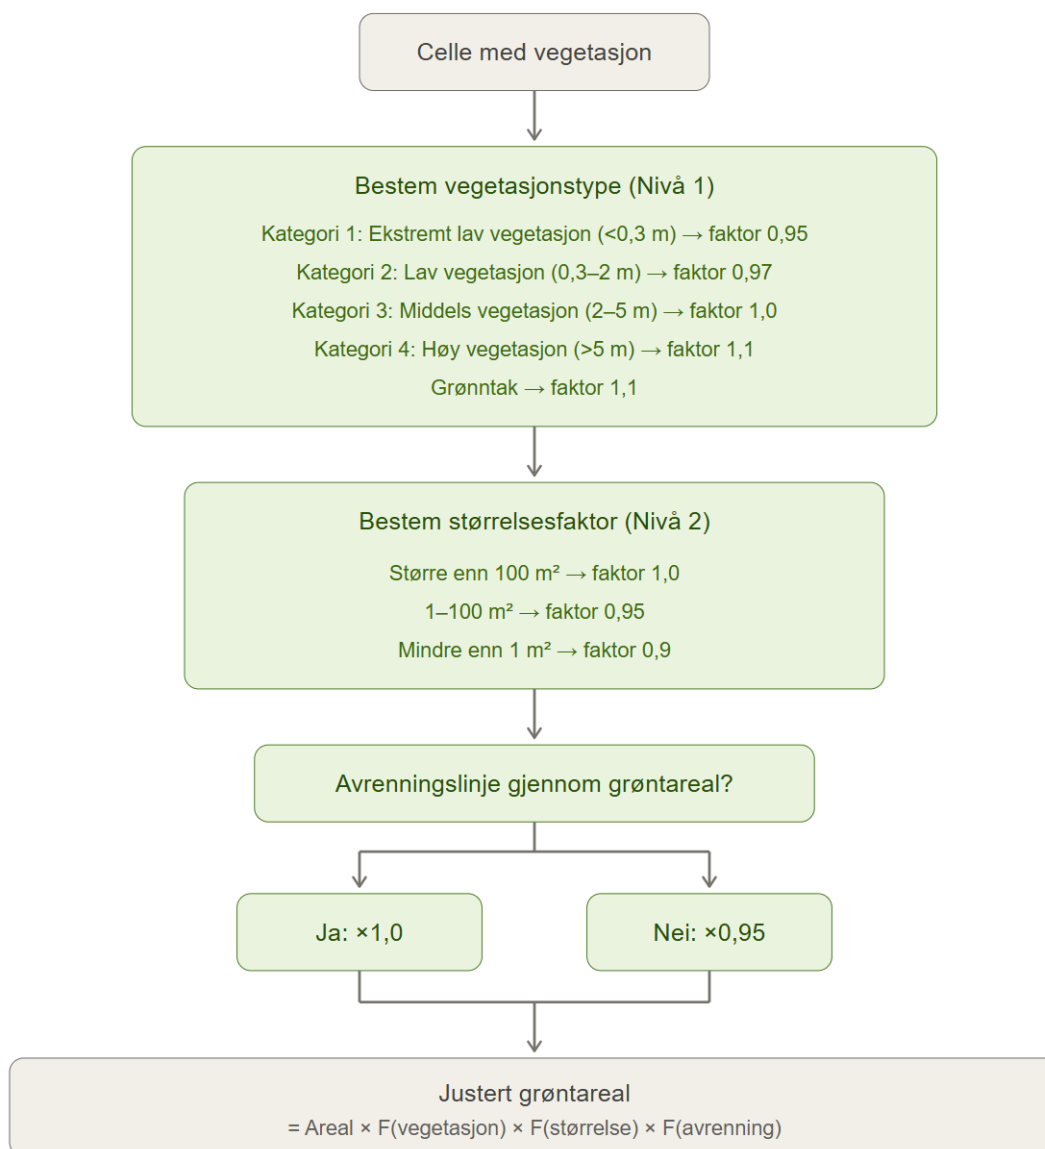 Celle med vegetasjon
Bestem vegetasjonstype (Nivå 1)
Kategori 1: Ekstremt lav vegetasjon (<0,3 m) → faktor 0,95
Kategori 2: Lav vegetasjon (0,3–2 m) → faktor 0,97
Kategori 3: Middels vegetasjon (2–5 m) → faktor 1,0
Kategori 4: Høy vegetasjon (>5 m) → faktor 1,1
Grønntak → faktor 1,1
Bestem størrelsesfaktor (Nivå 2)
Større enn 100 m² → faktor 1,0
1–100 m² → faktor 0,95
Mindre enn 1 m² → faktor 0,9
Avrenningslinje gjennom grøntareal?
Ja: ×1,0
Nei: ×0,95
Justert grøntareal
= Areal × F(vegetasjon) × F(størrelse) × F(avrenning)